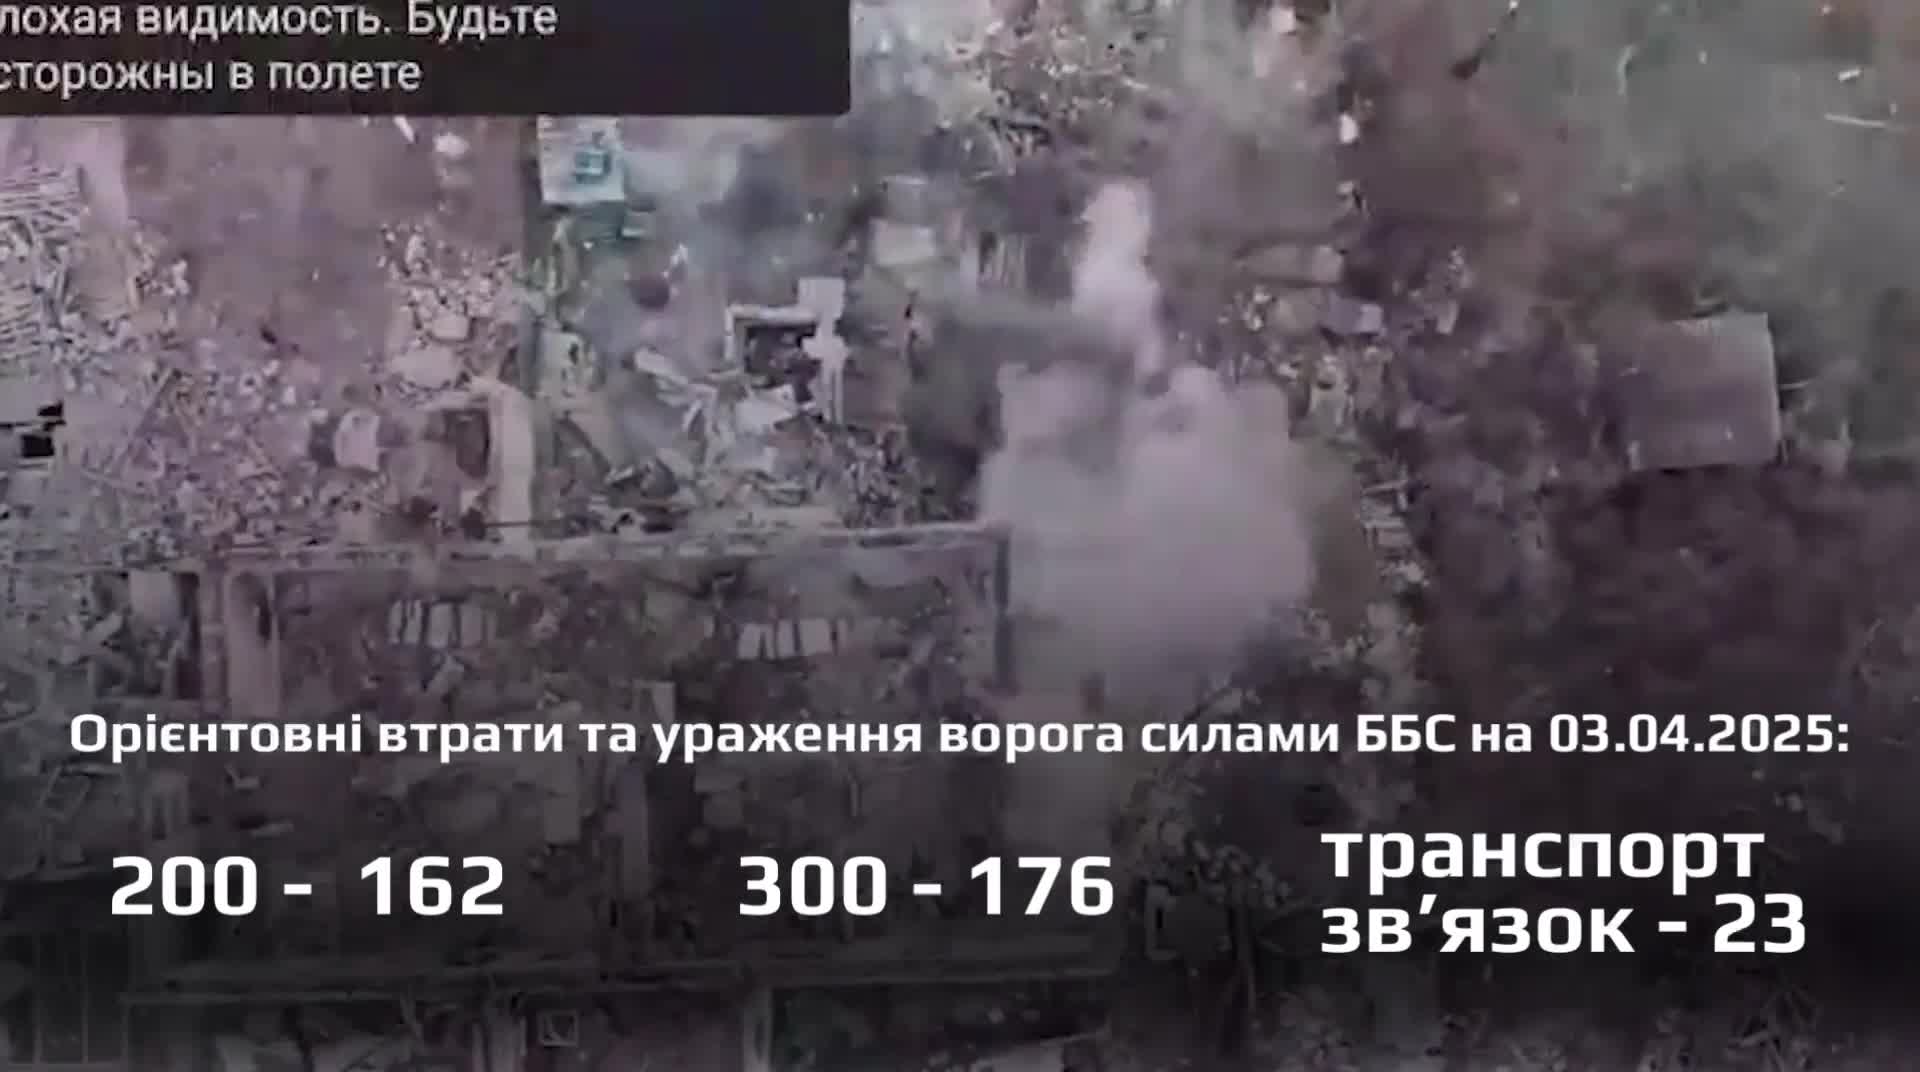 лохая видимость. Будьте
сторожны в полете
Орієнтовні втрати та ураження ворога силами ББС на 03.04.2025:
200 - 162
300 - 176
транспорт
зв’язок - 23